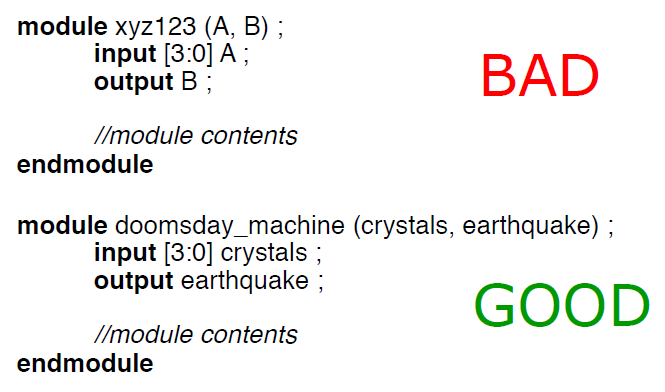 module xyz123 (A, B) ;
input [3:0] A ;
output B ;
BAD
//module contents
endmodule
module doomsday_machine (crystals, earthquake) ;
input [3:0] crystals ;
output earthquake ;
GOOD
//module contents
endmodule